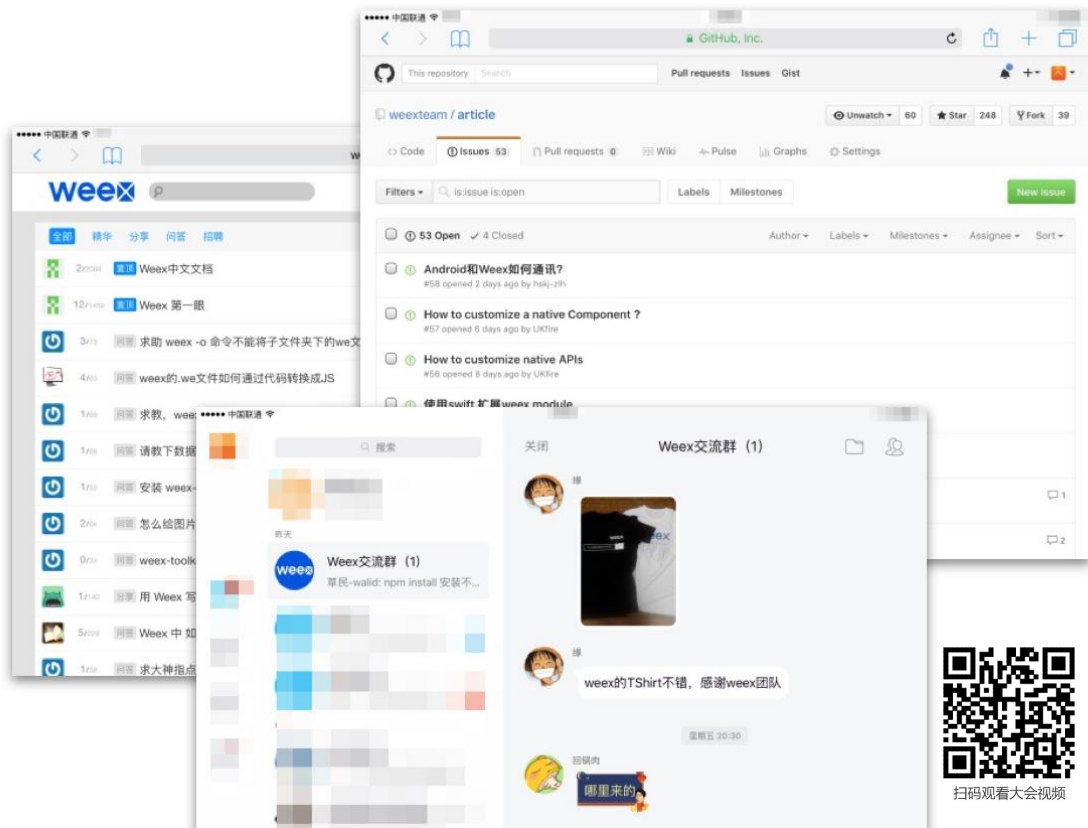 中国联通
GitHub, Inc.
This repository Search
Pull requests Issues Gist
weexteam / article
Unwatch 60 Star 248 Fork 39
Code Issues 53 Pull requests 0 Wiki Pulse Graphs Settings
Filters is:issue is:open Labels Milestones New issue
53 Open 4 Closed Author Labels Milestones Assignee Sort
Android和Weex如何通讯?
#58 opened 2 days ago by hskj-zlh
How to customize a native Component ?
#57 opened 6 days ago by UKfire
How to customize native APIs
#56 opened 8 days ago by UKfire
使用swift 扩展weex module
1
2
中国联通
weex
全部 精华 分享 问答 招聘
置顶 Weex中文文档
置顶 Weex 第一眼
问答 求助 weex -o 命令不能将子文件夹下的we文
问答 weex的.we文件如何通过代码转换成JS
问答 求教，wee
问答 请教下数据
问答 安装 weex-
问答 怎么给图片
问答 weex-toolk
分享 用 Weex 写
问答 Weex 中 如
问答 求大神指点
中国联通
搜索
昨天
weex
Weex交流群（1）
草民-walid: npm install 安装不...
关闭 Weex交流群（1）
缘
缘
weex的TShirt不错，感谢weex团队
星期五 20:30
回锅肉
哪里来的
扫码观看大会视频